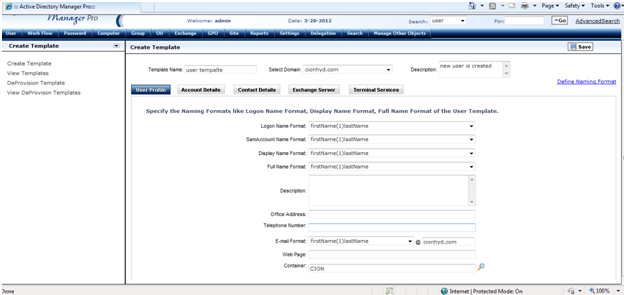 :: Active Directory Manager Pro::
Page Safety Tools
Manager Pro
Welcome: admin Date: 3-28-2013 Search: user For: Go AdvancedSearch
User Work Flow Password Computer Group OU Exchange GPO Site Reports Settings Delegation Search Manage Other Objects
Create Template
Create Template
Save
Create Template
View Templates
DeProvision Template
View DeProvison Templates
Template Name: user tempalte Select Domain: cionhyd.com Description: new user is created
Define Naming Format
User Profile Account Details Contact Details Exchange Server Terminal Services
Specify the Naming Formats like Logon Name Format, Display Name Format, Full Name Format of the User Template.
Logon Name Format: firstName(1)lastName
SamAccount Name Format: firstName(1)lastName
Display Name Format: firstName(1)lastName
Full Name Format: firstName(1)lastName
Description:
Office Address:
Telephone Number:
E-mail Format: firstName(1)lastName @ cionhyd.com
Web Page:
Container: CION
Done Internet | Protected Mode: On 100%